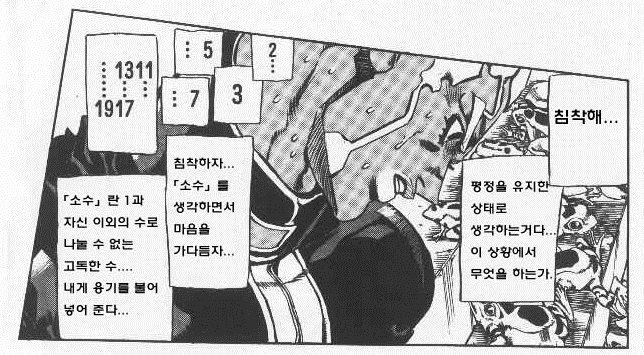 침착해...
평정을 유지한
상태로
생각하는거다...
이 상황에서
무엇을 하는가.
2
⋮
3
⋮ 5
⋮ 7
⋮ 1311
⋮ ⋮ ⋮
1917
침착하자...
「소수」를
생각하면서
마음을
가다듬자...
「소수」란 1과
자신 이외의 수로
나눌 수 없는
고독한 수....
내게 용기를 불어
넣어 준다...